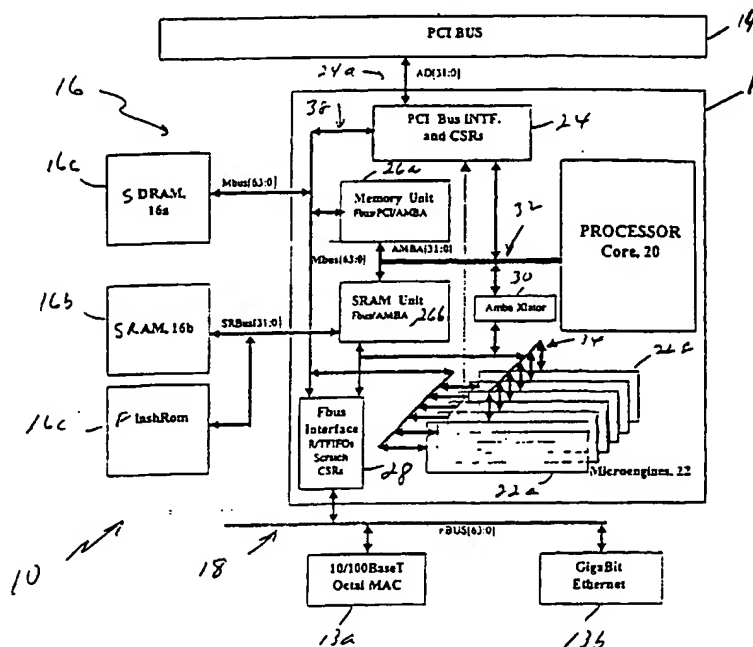 PCI BUS
14
24a
AD[31:0]
16
38
PCI Bus INTF.
and CSRs
24
16c
SDRAM,
16a
Mbus[63:0]
26a
Memory Unit
Fbus/PCI/AMBA
32
PROCESSOR
Core, 20
AMBA[31:0]
Mbus[63:0]
30
16b
SRAM, 16b
SRBus[31:0]
SRAM Unit
Fbus/AMBA
26b
Amba Xlator
34
16c
FlashRom
Fbus
Interface
R/TFIFOs
Scratch
CSRs
28
Microengines, 22
22a
10
18
FBUS[63:0]
10/100BaseT
Octal MAC
GigaBit
Ethernet
13a
13b